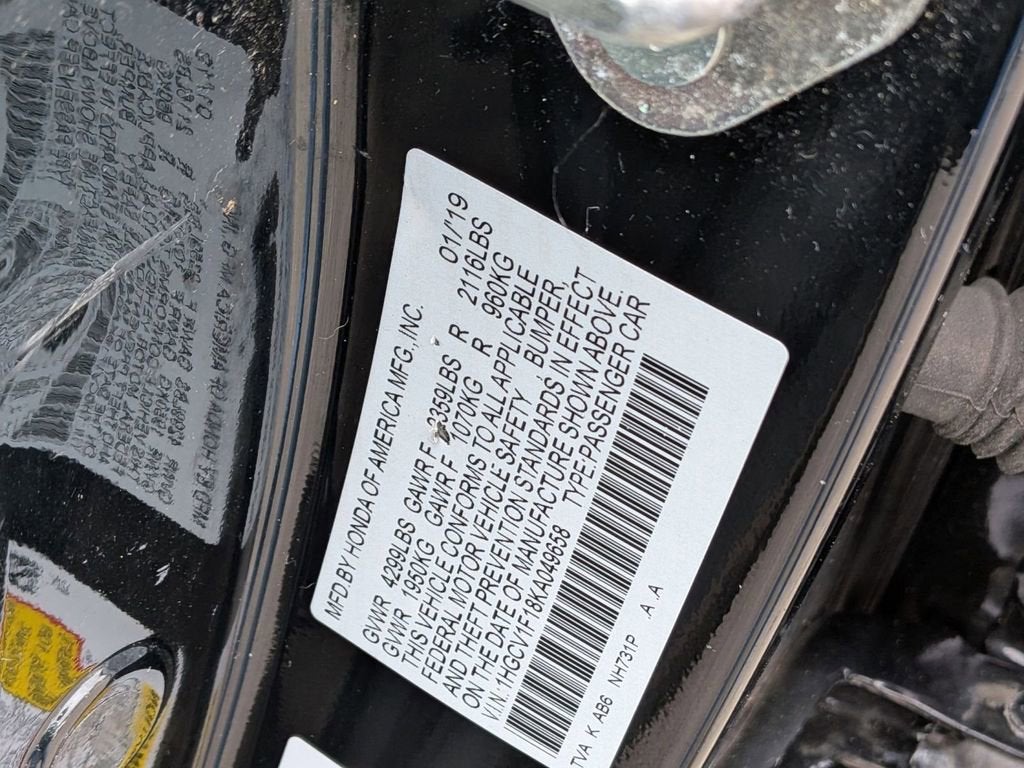 MFD.BY HONDA OF AMERICA MFG.,INC. 01/'19
GVWR 4299LBS GAWR F 2359LBS R 2116LBS
GVWR 1950KG GAWR F 1070KG R 960KG
THIS VEHICLE CONFORMS TO ALL APPLICABLE
FEDERAL MOTOR VEHICLE SAFETY, BUMPER,
AND THEFT PREVENTION STANDARDS IN EFFECT
ON THE DATE OF MANUFACTURE SHOWN ABOVE.
V.I.N:1HGCV1F18KA049658 TYPE:PASSENGER CAR
TVA K AB6 NH731P A A